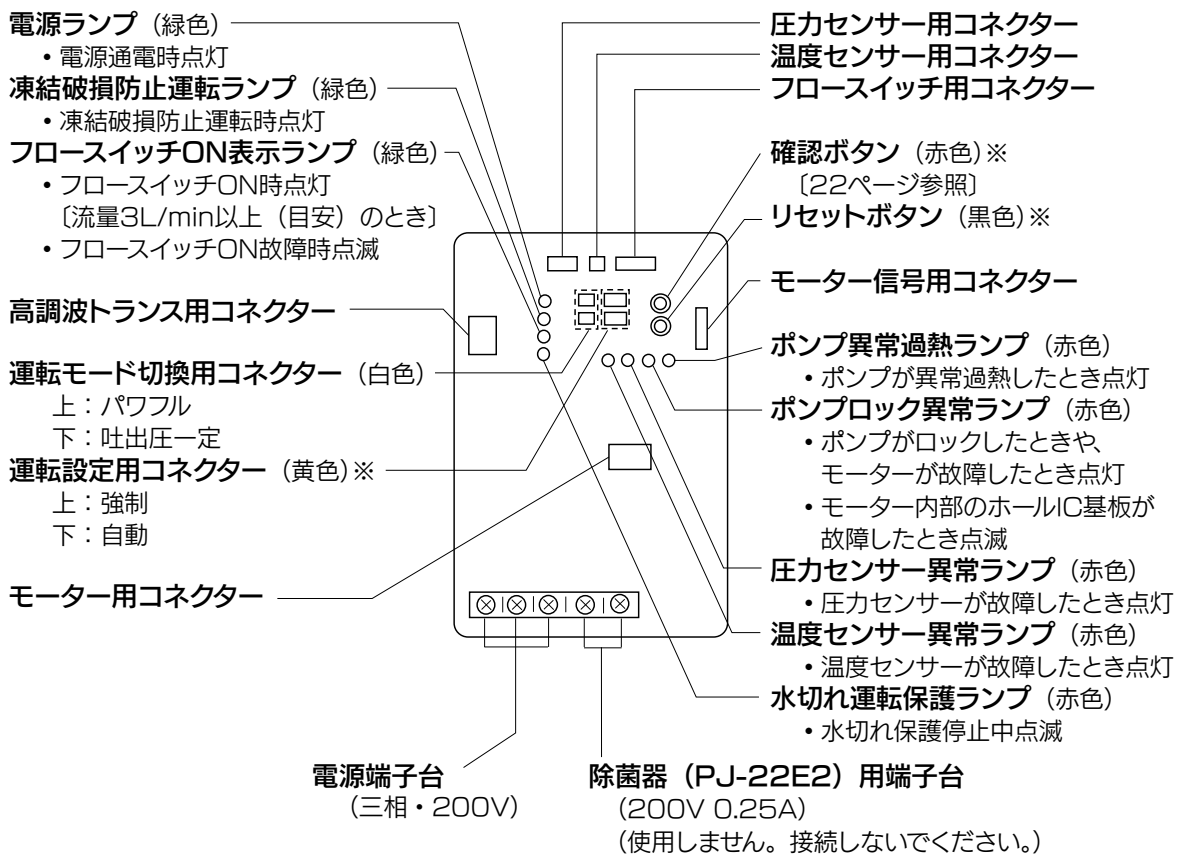 電源ランプ（緑色）
・電源通電時点灯
凍結破損防止運転ランプ（緑色）
・凍結破損防止運転時点灯
フロースイッチON表示ランプ（緑色）
・フロースイッチON時点灯
〔流量3L/min以上（目安）のとき〕
・フロースイッチON故障時点滅
高調波トランス用コネクター
運転モード切換用コネクター（白色）
上：パワフル
下：吐出圧一定
運転設定用コネクター（黄色）※
上：強制
下：自動
モーター用コネクター
圧力センサー用コネクター
温度センサー用コネクター
フロースイッチ用コネクター
確認ボタン（赤色）※
〔22ページ参照〕
リセットボタン（黒色）※
モーター信号用コネクター
ポンプ異常過熱ランプ（赤色）
・ポンプが異常過熱したとき点灯
ポンプロック異常ランプ（赤色）
・ポンプがロックしたときや、
モーターが故障したとき点灯
・モーター内部のホールIC基板が
故障したとき点滅
圧力センサー異常ランプ（赤色）
・圧力センサーが故障したとき点灯
温度センサー異常ランプ（赤色）
・温度センサーが故障したとき点灯
水切れ運転保護ランプ（赤色）
・水切れ保護停止中点滅
電源端子台
（三相・200V）
除菌器（PJ-22E2）用端子台
（200V 0.25A）
（使用しません。接続しないでください。）